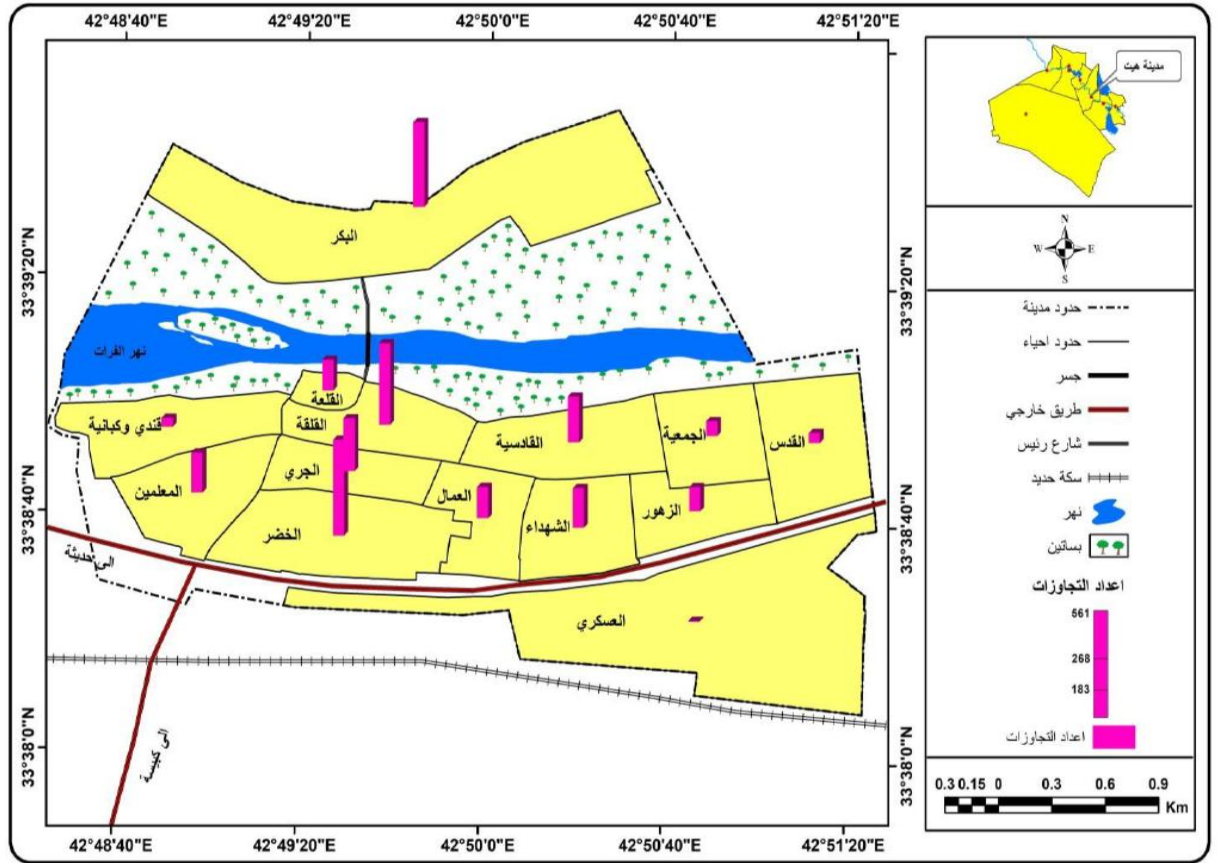 42°48'40"E
42°49'20"E
42°50'0"E
42°50'40"E
42°51'20"E
33°39'20"N
33°38'40"N
33°38'0"N
33°39'20"N
33°38'40"N
33°38'0"N
42°48'40"E
42°49'20"E
42°50'0"E
42°50'40"E
42°51'20"E
البكر
نهر الفرات
القلعة
القلقة
قندي وكبانية
المعلمين
الجري
الخضر
العمال
القادسية
الشهداء
الجمعية
الزهور
القدس
العسكري
الى حديثة
الى كبيسة
مدينة هيت
N
W
E
S
حدود مدينة
حدود احياء
جسر
طريق خارجي
شارع رئيس
سكة حديد
نهر
بساتين
اعداد التجاوزات
561
268
183
اعداد التجاوزات
0.3 0.15 0 0.3 0.6 0.9
Km